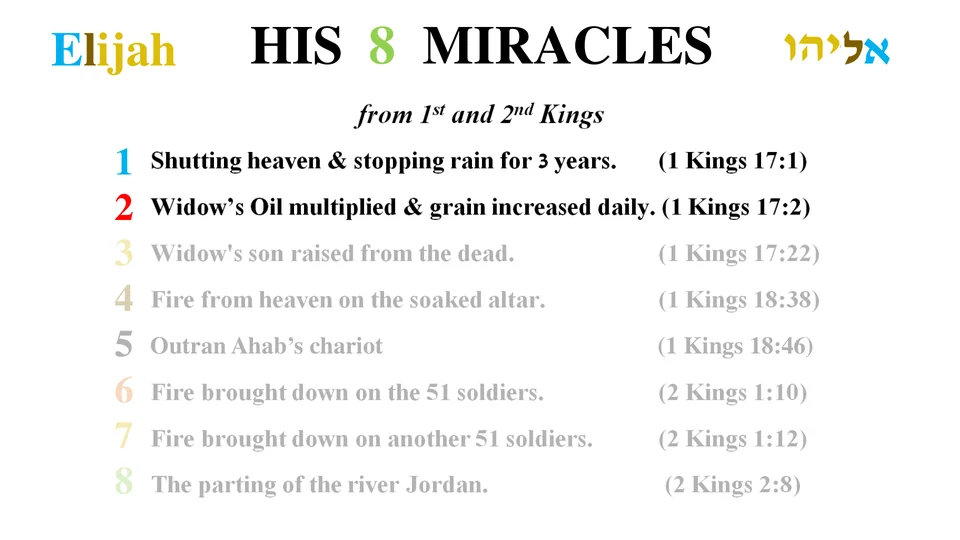 Elijah HIS 8 MIRACLES אליהו
from 1st and 2nd Kings
1 Shutting heaven & stopping rain for 3 years. (1 Kings 17:1)
2 Widow’s Oil multiplied & grain increased daily. (1 Kings 17:2)
3 Widow's son raised from the dead. (1 Kings 17:22)
4 Fire from heaven on the soaked altar. (1 Kings 18:38)
5 Outran Ahab’s chariot (1 Kings 18:46)
6 Fire brought down on the 51 soldiers. (2 Kings 1:10)
7 Fire brought down on another 51 soldiers. (2 Kings 1:12)
8 The parting of the river Jordan. (2 Kings 2:8)